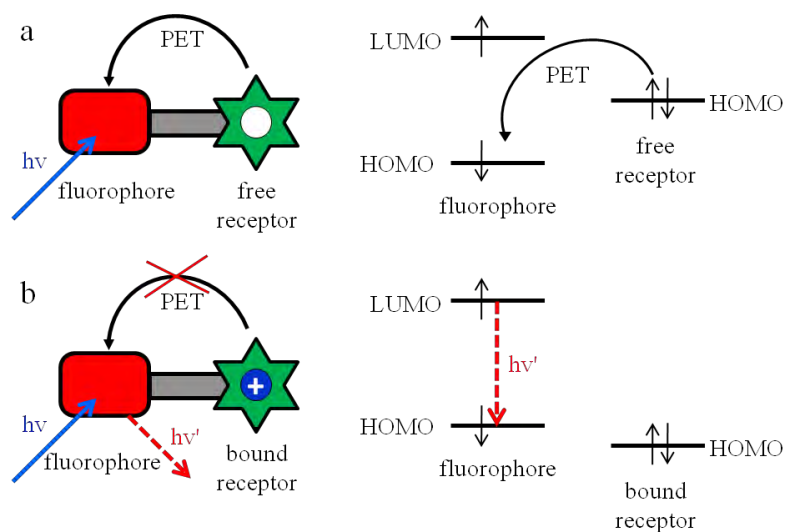 a
PET
hν
fluorophore
free
receptor
LUMO
PET
HOMO
HOMO
free
receptor
fluorophore
b
PET
+
hν
hν'
fluorophore
bound
receptor
LUMO
hν'
HOMO
HOMO
fluorophore
bound
receptor